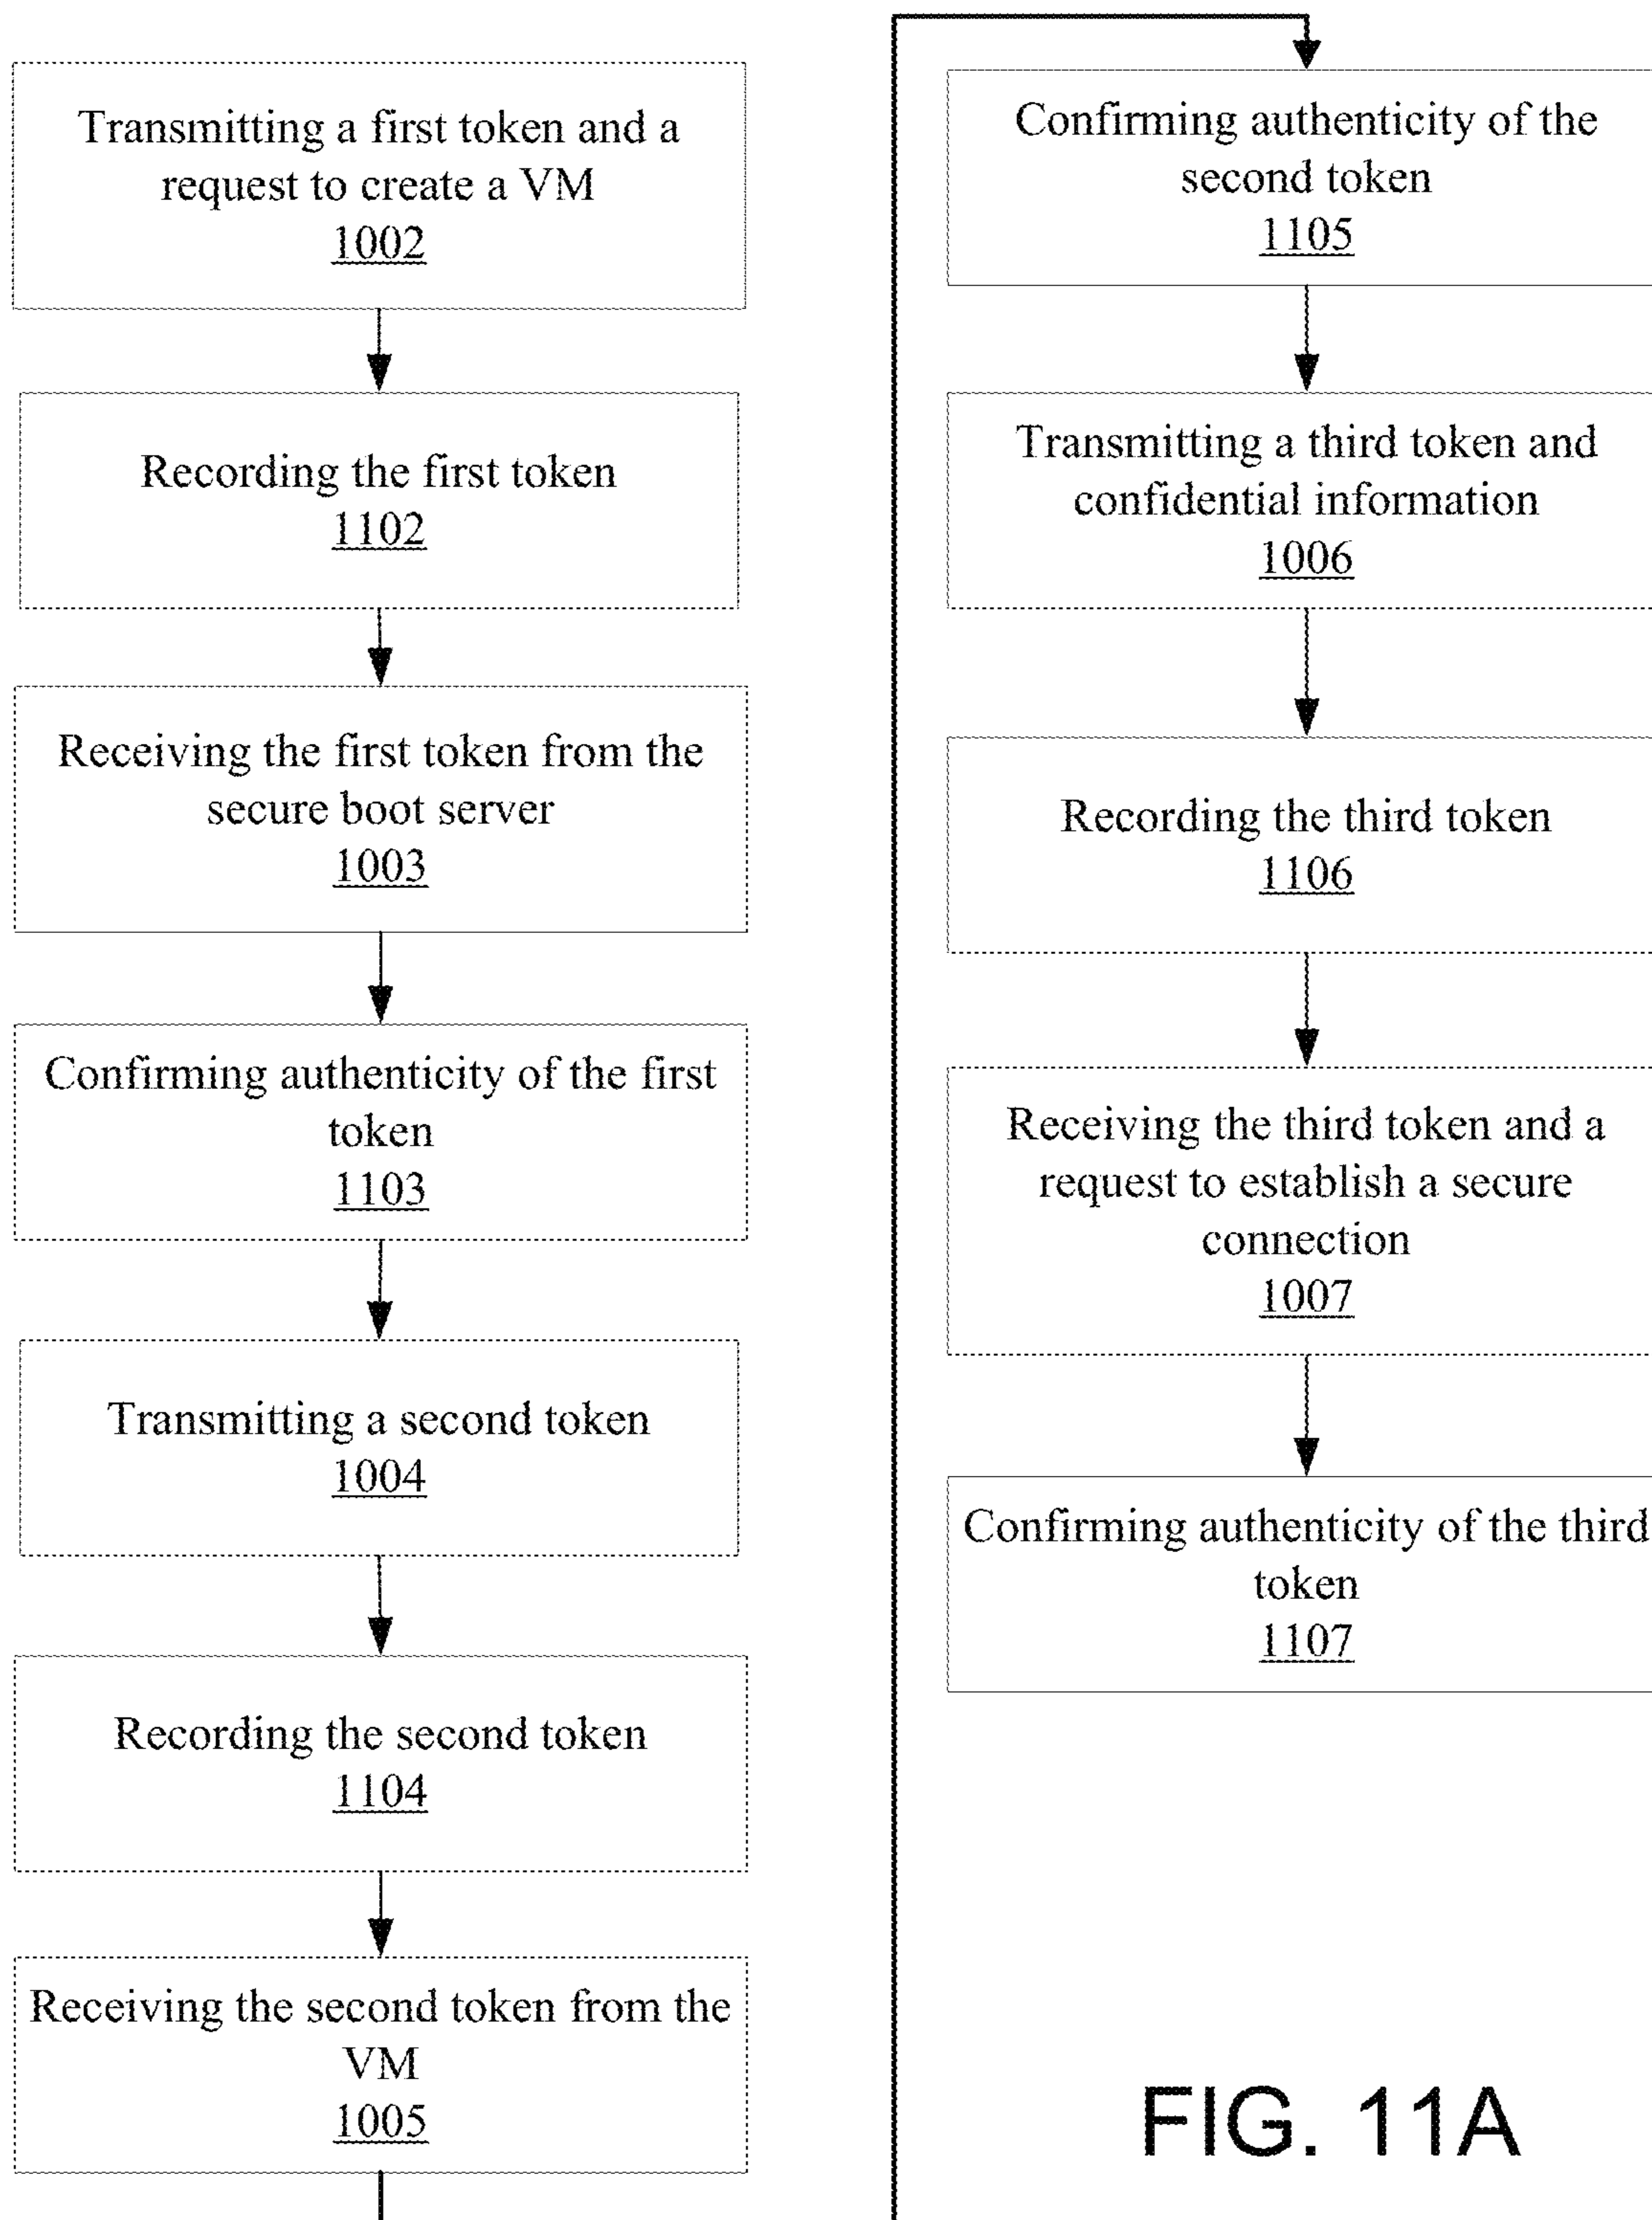 Transmitting a first token and a
request to create a VM
1002
Recording the first token
1102
Receiving the first token from the
secure boot server
1003
Confirming authenticity of the first
token
1103
Transmitting a second token
1004
Recording the second token
1104
Receiving the second token from the
VM
1005
Confirming authenticity of the
second token
1105
Transmitting a third token and
confidential information
1006
Recording the third token
1106
Receiving the third token and a
request to establish a secure
connection
1007
Confirming authenticity of the third
token
1107
FIG. 11A